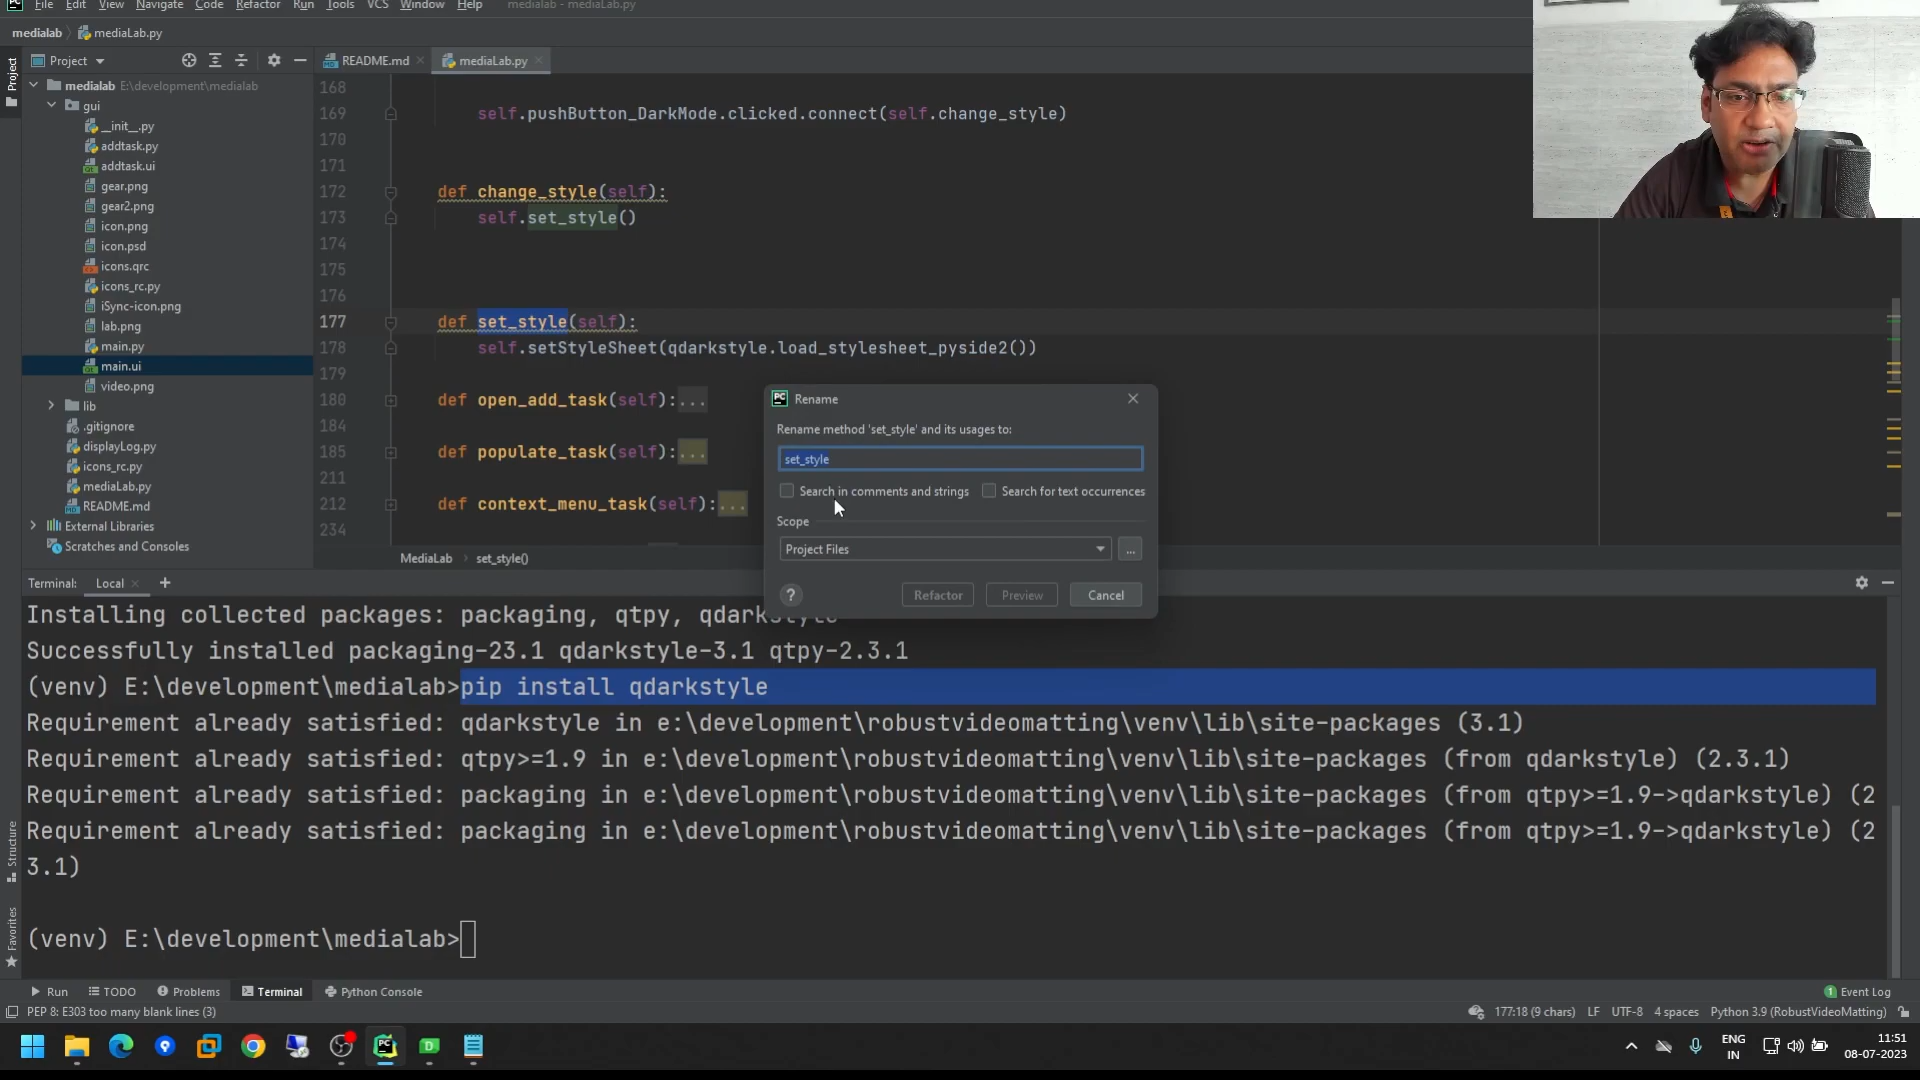 PC File Edit View Navigate Code Refactor Run Tools VCS Window Help medialab - mediaLab.py
medialab mediaLab.py
Project
Project
README.md
mediaLab.py
medialab E:\development\medialab
gui
__init__.py
addtask.py
addtask.ui
gear.png
gear2.png
icon.png
icon.psd
icons.qrc
icons_rc.py
iSync-icon.png
lab.png
main.py
main.ui
video.png
lib
.gitignore
displayLog.py
icons_rc.py
mediaLab.py
README.md
External Libraries
Scratches and Consoles
168
169 self.pushButton_DarkMode.clicked.connect(self.change_style)
170
171
172 def change_style(self):
173 self.set_style()
174
175
176
177 def set_style(self):
178 self.setStyleSheet(qdarkstyle.load_stylesheet_pyside2())
179
180 def open_add_task(self):...
184
185 def populate_task(self):...
211
212 def context_menu_task(self):...
234
MediaLab set_style()
PC Rename
Rename method 'set_style' and its usages to:
set_style
Search in comments and strings Search for text occurrences
Scope
Project Files ...
? Refactor Preview Cancel
Terminal: Local +
Installing collected packages: packaging, qtpy, qdarkstyle
Successfully installed packaging-23.1 qdarkstyle-3.1 qtpy-2.3.1
(venv) E:\development\medialab>pip install qdarkstyle
Requirement already satisfied: qdarkstyle in e:\development\robustvideomatting\venv\lib\site-packages (3.1)
Requirement already satisfied: qtpy>=1.9 in e:\development\robustvideomatting\venv\lib\site-packages (from qdarkstyle) (2.3.1)
Requirement already satisfied: packaging in e:\development\robustvideomatting\venv\lib\site-packages (from qtpy>=1.9->qdarkstyle) (2
Requirement already satisfied: packaging in e:\development\robustvideomatting\venv\lib\site-packages (from qtpy>=1.9->qdarkstyle) (2
3.1)
(venv) E:\development\medialab>
Structure
Favorites
Run TODO Problems Terminal Python Console 1 Event Log
PEP 8: E303 too many blank lines (3) 177:18 (9 chars) LF UTF-8 4 spaces Python 3.9 (RobustVideoMatting)
PC D ENG
IN
11:51
08-07-2023